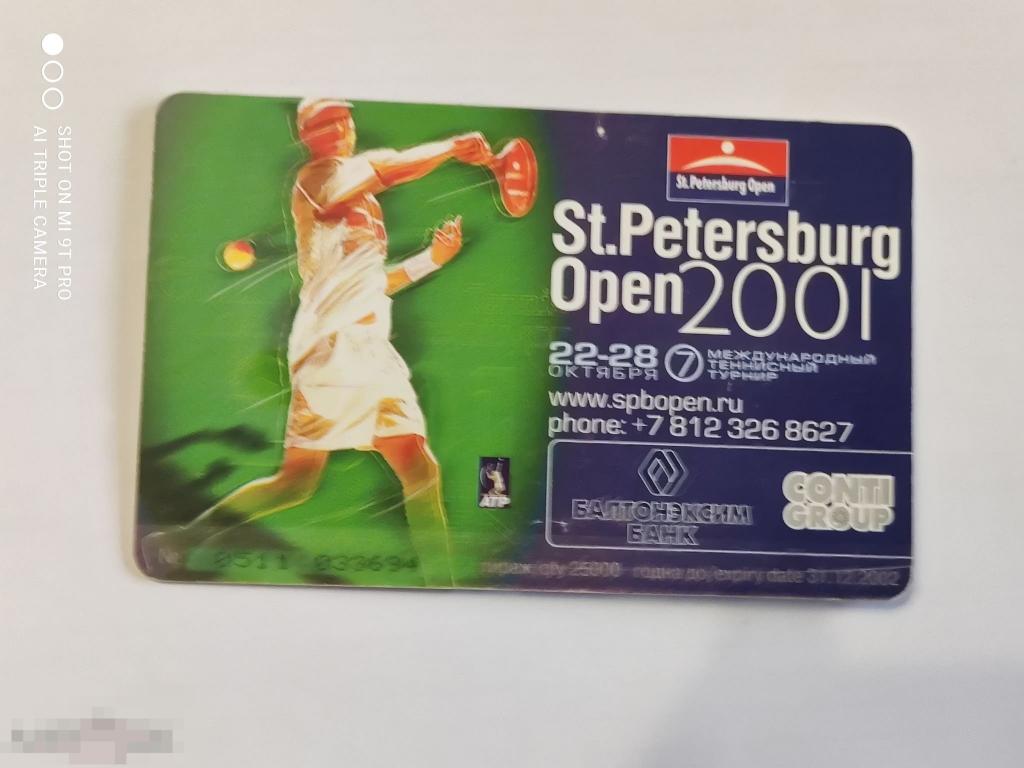 SHOT ON MI 9T PRO
AI TRIPLE CAMERA
St.Petersburg Open
St.Petersburg
Open2001
22-28
ОКТЯБРЯ
7
МЕЖДУНАРОДНЫЙ
ТЕННИСНЫЙ
ТУРНИР
www.spbopen.ru
phone: +7 812 326 8627
ATP
БАЛТОНЭКСИМ
БАНК
CONTI
GROUP
№ 0511 033694
тираж, qty 25000 годна до, expiry date 31.12.2002